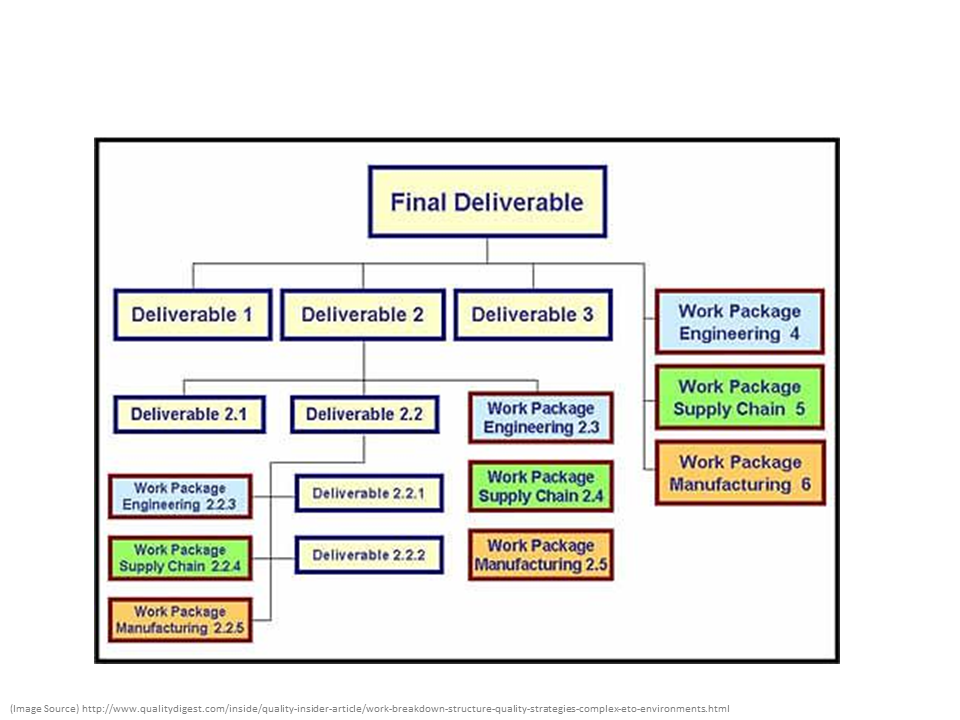 Final Deliverable
Deliverable 1
Deliverable 2
Deliverable 3
Work Package
Engineering 4
Work Package
Supply Chain 5
Work Package
Manufacturing 6
Deliverable 2.1
Deliverable 2.2
Work Package
Engineering 2.3
Work Package
Supply Chain 2.4
Work Package
Manufacturing 2.5
Work Package
Engineering 2.2.3
Deliverable 2.2.1
Work Package
Supply Chain 2.2.4
Deliverable 2.2.2
Work Package
Manufacturing 2.2.5
(Image Source) http://www.qualitydigest.com/inside/quality-insider-article/work-breakdown-structure-quality-strategies-complex-eto-environments.html